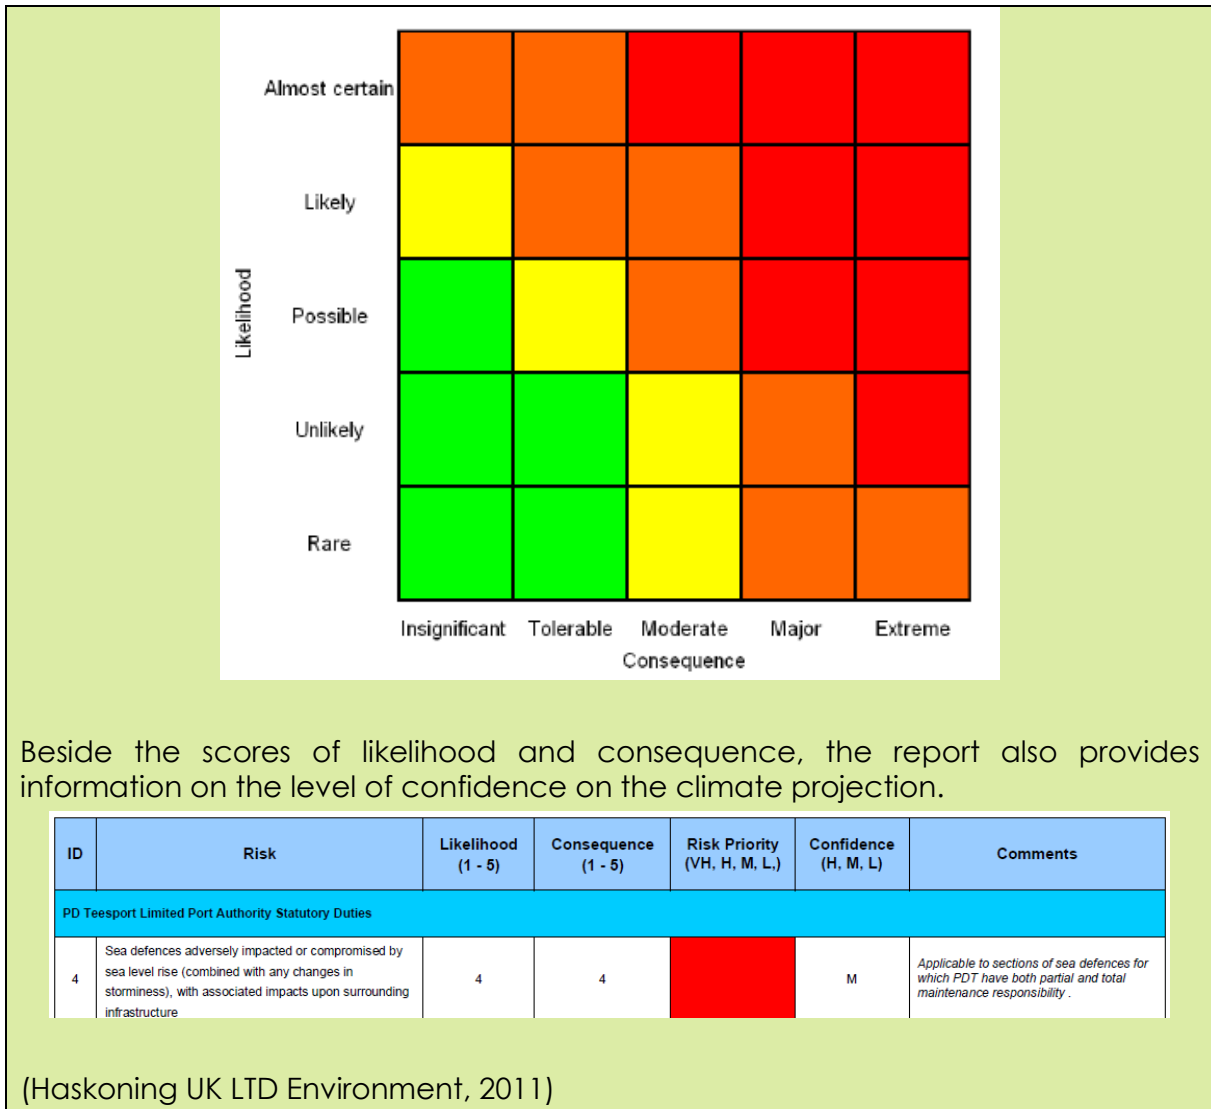 Almost certain
Likely
Likelihood
Possible
Unlikely
Rare
Insignificant Tolerable Moderate Major Extreme
Consequence
Beside the scores of likelihood and consequence, the report also provides
information on the level of confidence on the climate projection.
ID Risk Likelihood (1 - 5) Consequence (1 - 5) Risk Priority (VH, H, M, L,) Confidence (H, M, L) Comments
PD Teesport Limited Port Authority Statutory Duties
4
Sea defences adversely impacted or compromised by
sea level rise (combined with any changes in
storminess), with associated impacts upon surrounding
infrastructure
4
4
M
Applicable to sections of sea defences for
which PDT have both partial and total
maintenance responsibility .
(Haskoning UK LTD Environment, 2011)